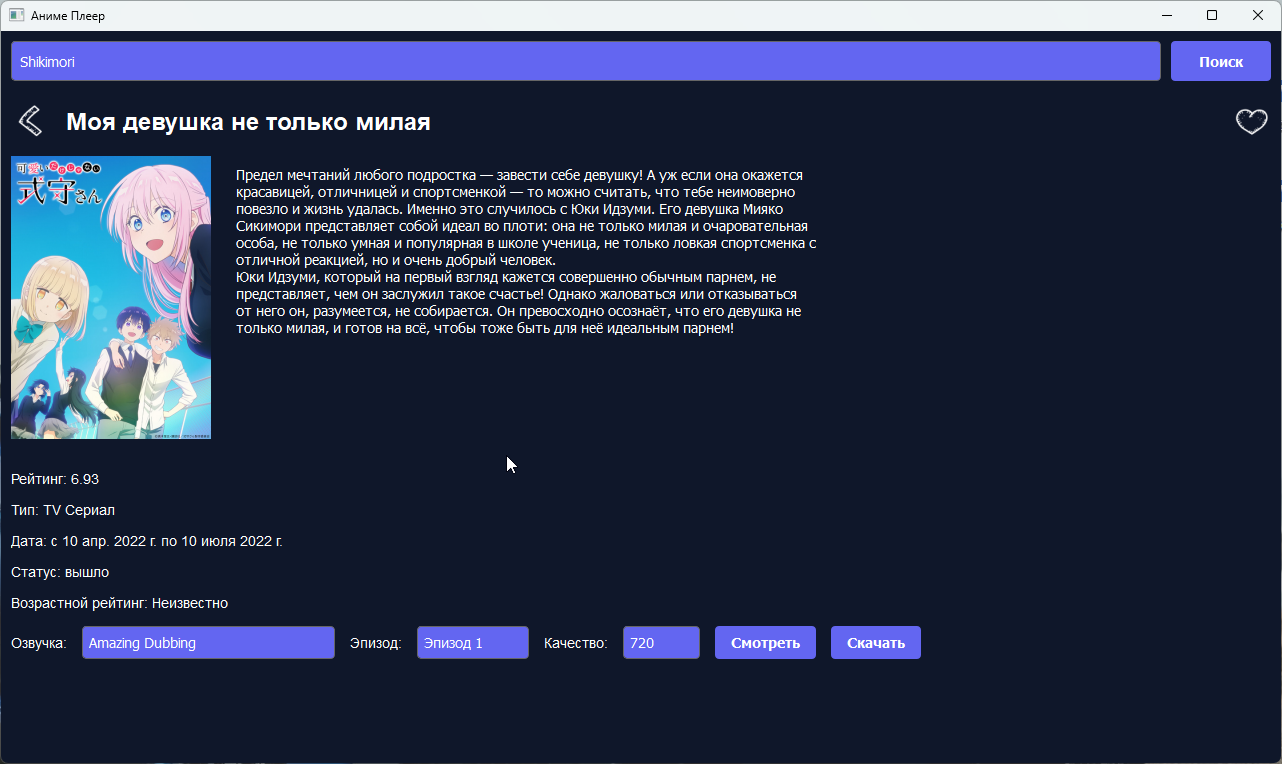 Аниме Плеер
Shikimori
Поиск
Моя девушка не только милая
可愛いだけじゃない
式守さん
Предел мечтаний любого подростка — завести себе девушку! А уж если она окажется
красавицей, отличницей и спортсменкой — то можно считать, что тебе неимоверно
повезло и жизнь удалась. Именно это случилось с Юки Идзуми. Его девушка Мияко
Сикимори представляет собой идеал во плоти: она не только милая и очаровательная
особа, не только умная и популярная в школе ученица, не только ловкая спортсменка с
отличной реакцией, но и очень добрый человек.
Юки Идзуми, который на первый взгляд кажется совершенно обычным парнем, не
представляет, чем он заслужил такое счастье! Однако жаловаться или отказываться
от него он, разумеется, не собирается. Он превосходно осознаёт, что его девушка не
только милая, и готов на всё, чтобы тоже быть для неё идеальным парнем!
Рейтинг: 6.93
Тип: TV Сериал
Дата: с 10 апр. 2022 г. по 10 июля 2022 г.
Статус: вышло
Возрастной рейтинг: Неизвестно
Озвучка: Amazing Dubbing Эпизод: Эпизод 1 Качество: 720 Смотреть Скачать